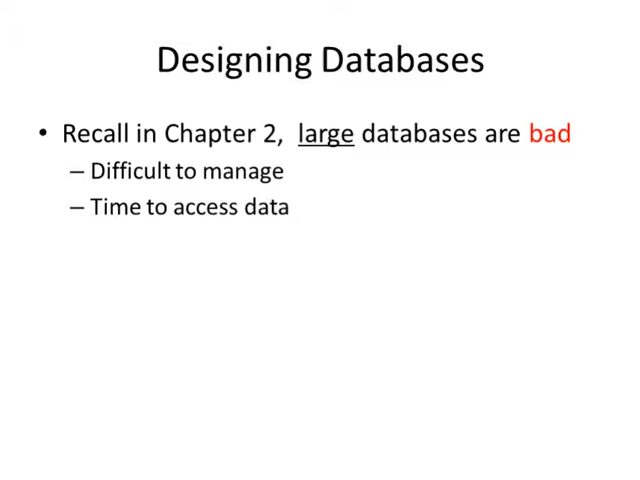 Designing Databases
• Recall in Chapter 2, large databases are bad
– Difficult to manage
– Time to access data